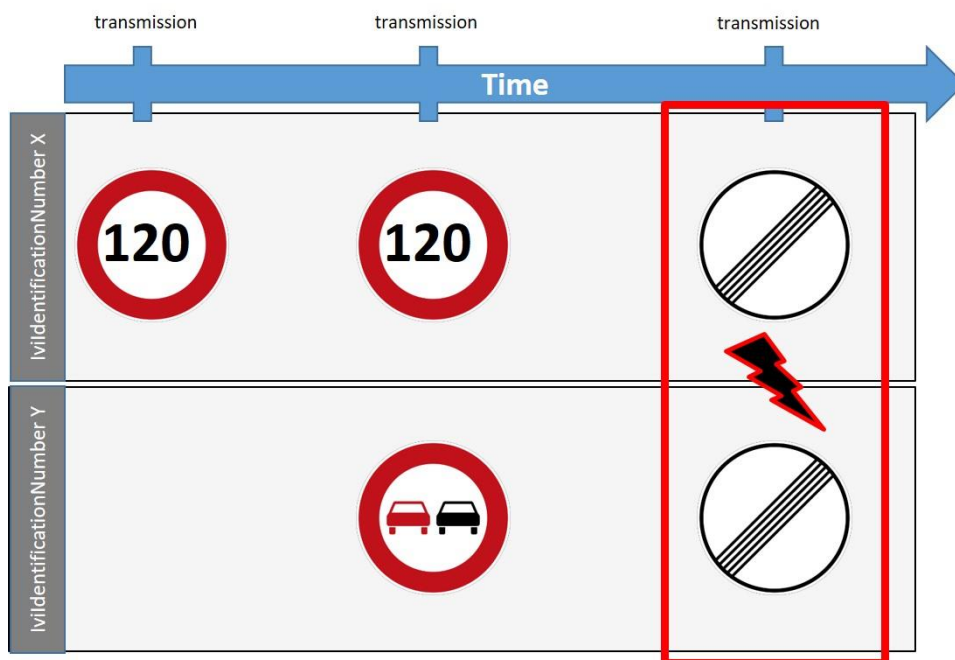 transmission
transmission
transmission
Time
IviIdentificationNumber X
120
120
IviIdentificationNumber Y